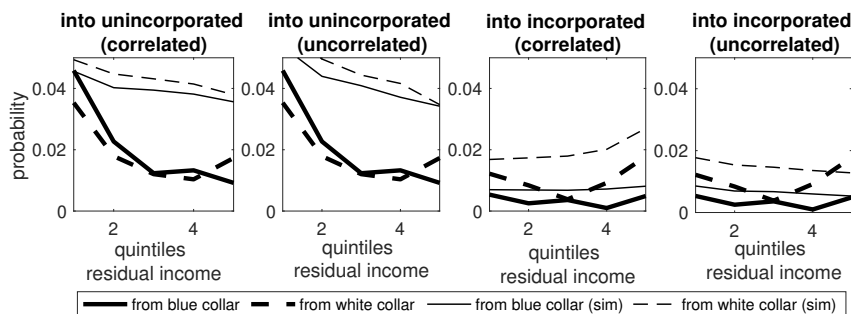 into unincorporated
(correlated)
into unincorporated
(uncorrelated)
into incorporated
(correlated)
into incorporated
(uncorrelated)
probability
0.04
0.02
0
2
4
quintiles
residual income
0.04
0.02
0
2
4
quintiles
residual income
0.04
0.02
0
2
4
quintiles
residual income
0.04
0.02
0
2
4
quintiles
residual income
from blue collar
from white collar
from blue collar (sim)
from white collar (sim)